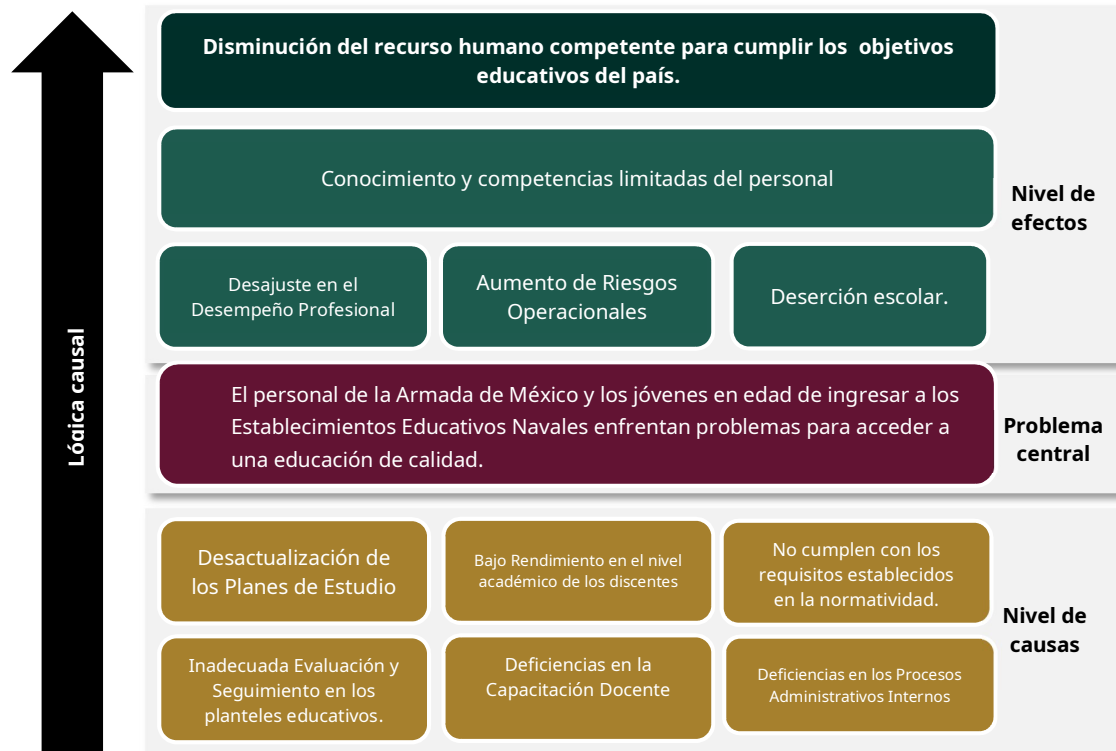 Disminución del recurso humano competente para cumplir los objetivos
educativos del país.
Conocimiento y competencias limitadas del personal
Nivel de
efectos
Desajuste en el
Desempeño Profesional
Aumento de Riesgos
Operacionales
Deserción escolar.
Lógica causal
El personal de la Armada de México y los jóvenes en edad de ingresar a los
Establecimientos Educativos Navales enfrentan problemas para acceder a
una educación de calidad.
Problema
central
Desactualización de
los Planes de Estudio
Bajo Rendimiento en el nivel
académico de los discentes
No cumplen con los
requisitos establecidos
en la normatividad.
Nivel de
causas
Inadecuada Evaluación y
Seguimiento en los
planteles educativos.
Deficiencias en la
Capacitación Docente
Deficiencias en los Procesos
Administrativos Internos